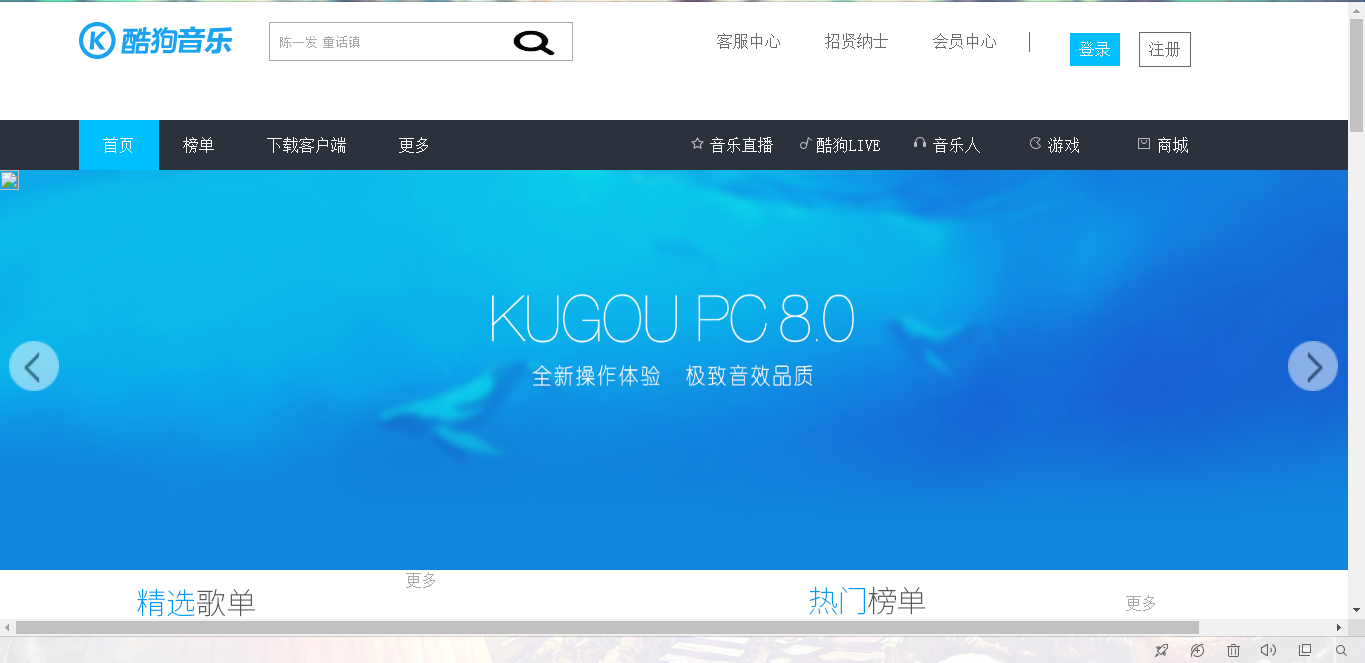 酷狗音乐
陈一发 童话镇
客服中心 招贤纳士 会员中心
登录 注册
首页 榜单 下载客户端 更多 音乐直播 酷狗LIVE 音乐人 游戏 商城
KUGOU PC 8.0
全新操作体验 极致音效品质
更多
精选歌单
热门榜单
更多